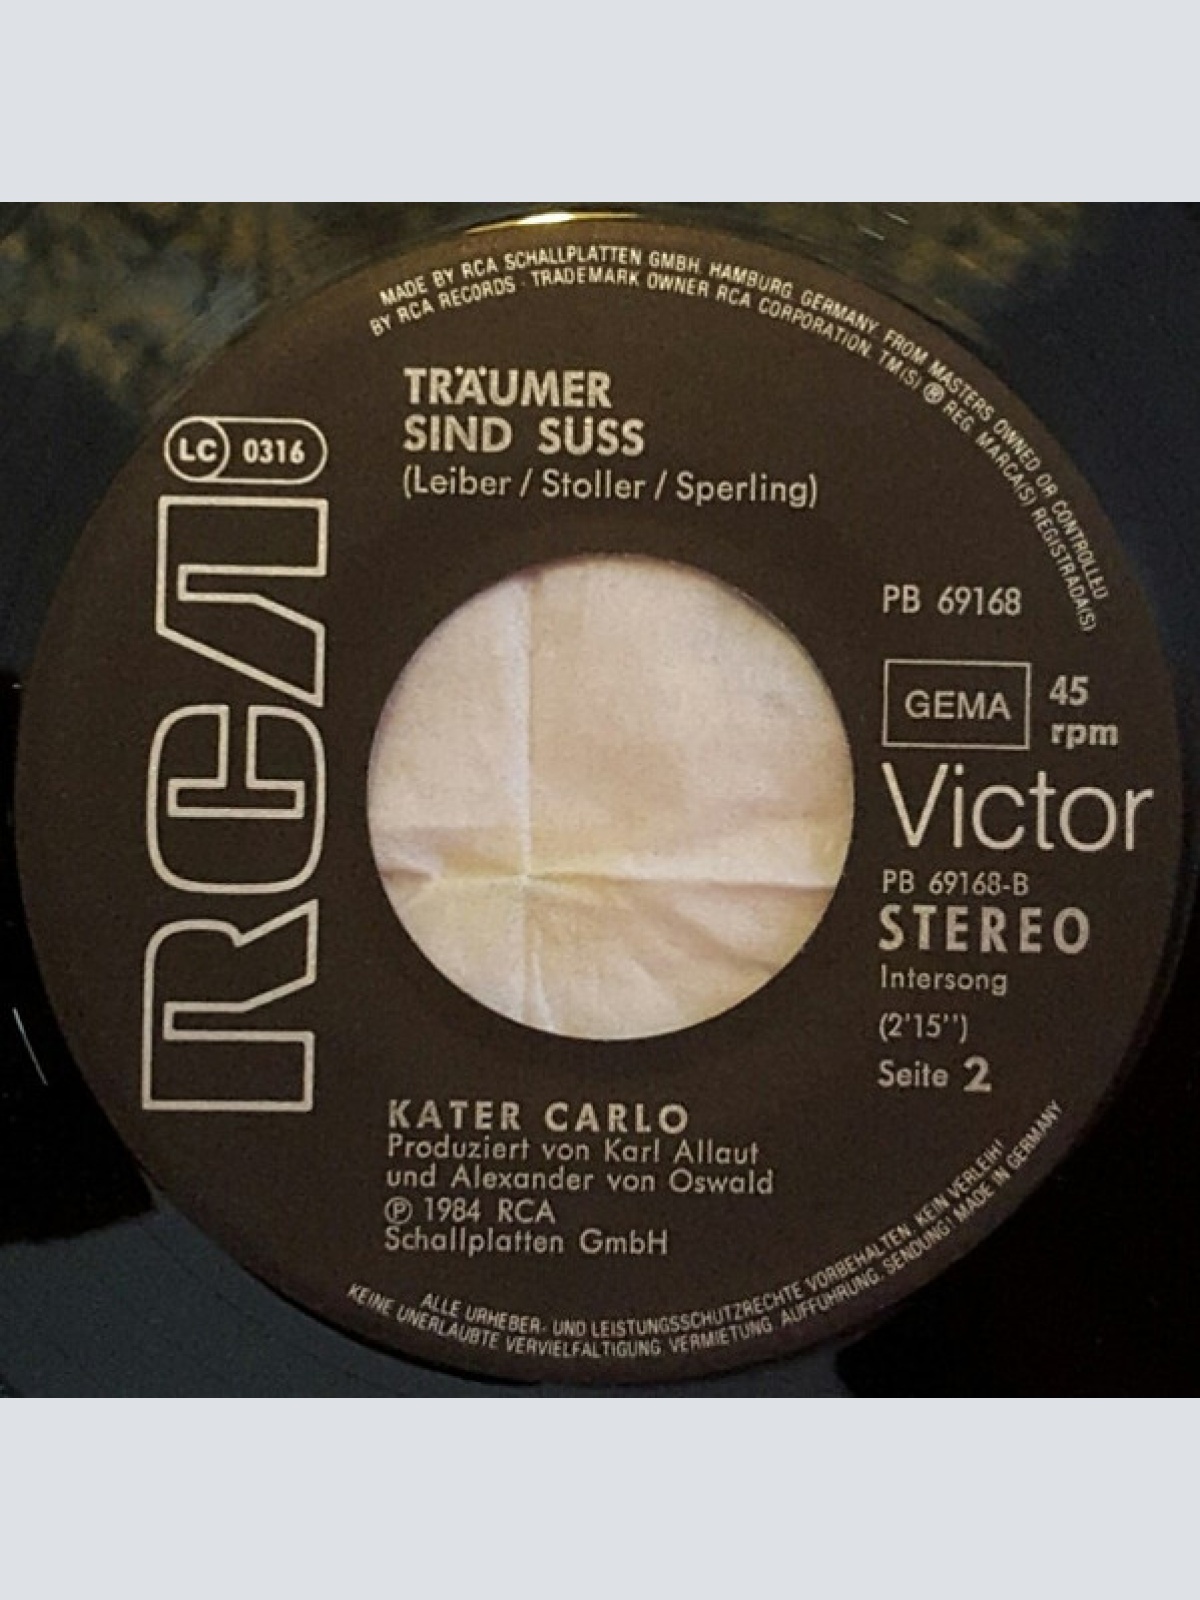 MADE BY RCA SCHALLPLATTEN GMBH. HAMBURG. GERMANY. FROM MASTERS OWNED OR CONTROLLED
BY RCA RECORDS · TRADEMARK OWNER RCA CORPORATION. TM(S) ® REG. MARCA(S) REGISTRADA(S)
TRÄUMER
SIND SÜSS
(Leiber / Stoller / Sperling)
LC 0316
RCA
PB 69168
GEMA
45
rpm
Victor
PB 69168-B
STEREO
Intersong
(2'15'')
Seite 2
KATER CARLO
Produziert von Karl Allaut
und Alexander von Oswald
℗ 1984 RCA
Schallplatten GmbH
ALLE URHEBER- UND LEISTUNGSSCHUTZRECHTE VORBEHALTEN. KEIN VERLEIH!
KEINE UNERLAUBTE VERVIELFÄLTIGUNG. VERMIETUNG. AUFFÜHRUNG. SENDUNG! MADE IN GERMANY